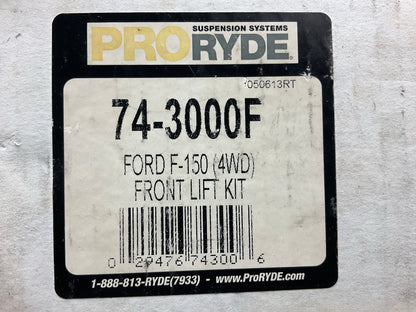 SUSPENSION SYSTEMS
PRORYDE®
050613RT
74-3000F
FORD F-150 (4WD)
FRONT LIFT KIT
0 29476 74300 6
1-888-813-RYDE(7933) - www.ProRYDE.com